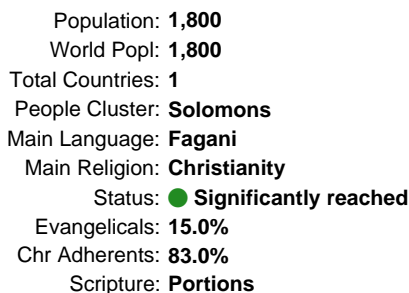 Population: 1,800
World Popl: 1,800
Total Countries: 1
People Cluster: Solomons
Main Language: Fagani
Main Religion: Christianity
Status: Significantly reached
Evangelicals: 15.0%
Chr Adherents: 83.0%
Scripture: Portions